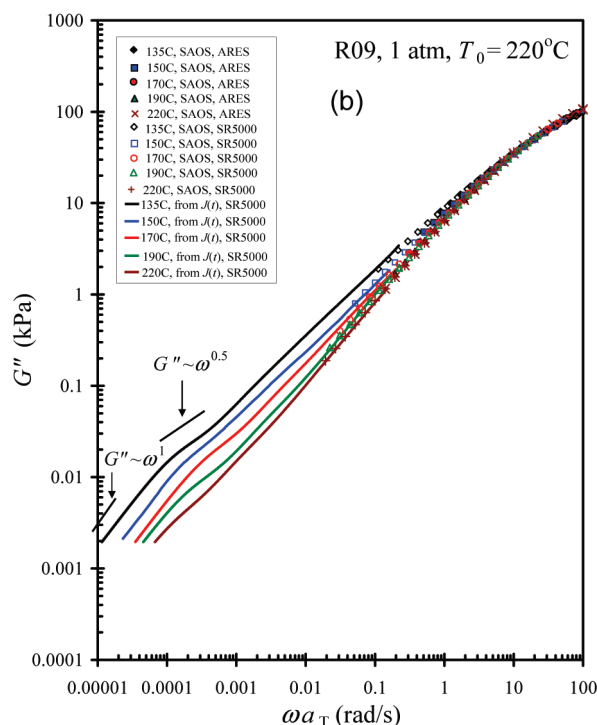 R09, 1 atm, T₀ = 220°C
(b)
135C, SAOS, ARES
150C, SAOS, ARES
170C, SAOS, ARES
190C, SAOS, ARES
220C, SAOS, ARES
135C, SAOS, SR5000
150C, SAOS, SR5000
170C, SAOS, SR5000
190C, SAOS, SR5000
220C, SAOS, SR5000
135C, from J(t), SR5000
150C, from J(t), SR5000
170C, from J(t), SR5000
190C, from J(t), SR5000
220C, from J(t), SR5000
G″~ω⁰·⁵
G″~ω¹
G″ (kPa)
1000
100
10
1
0.1
0.01
0.001
0.0001
0.00001 0.0001 0.001 0.01 0.1 1 10 100
ωa_T (rad/s)